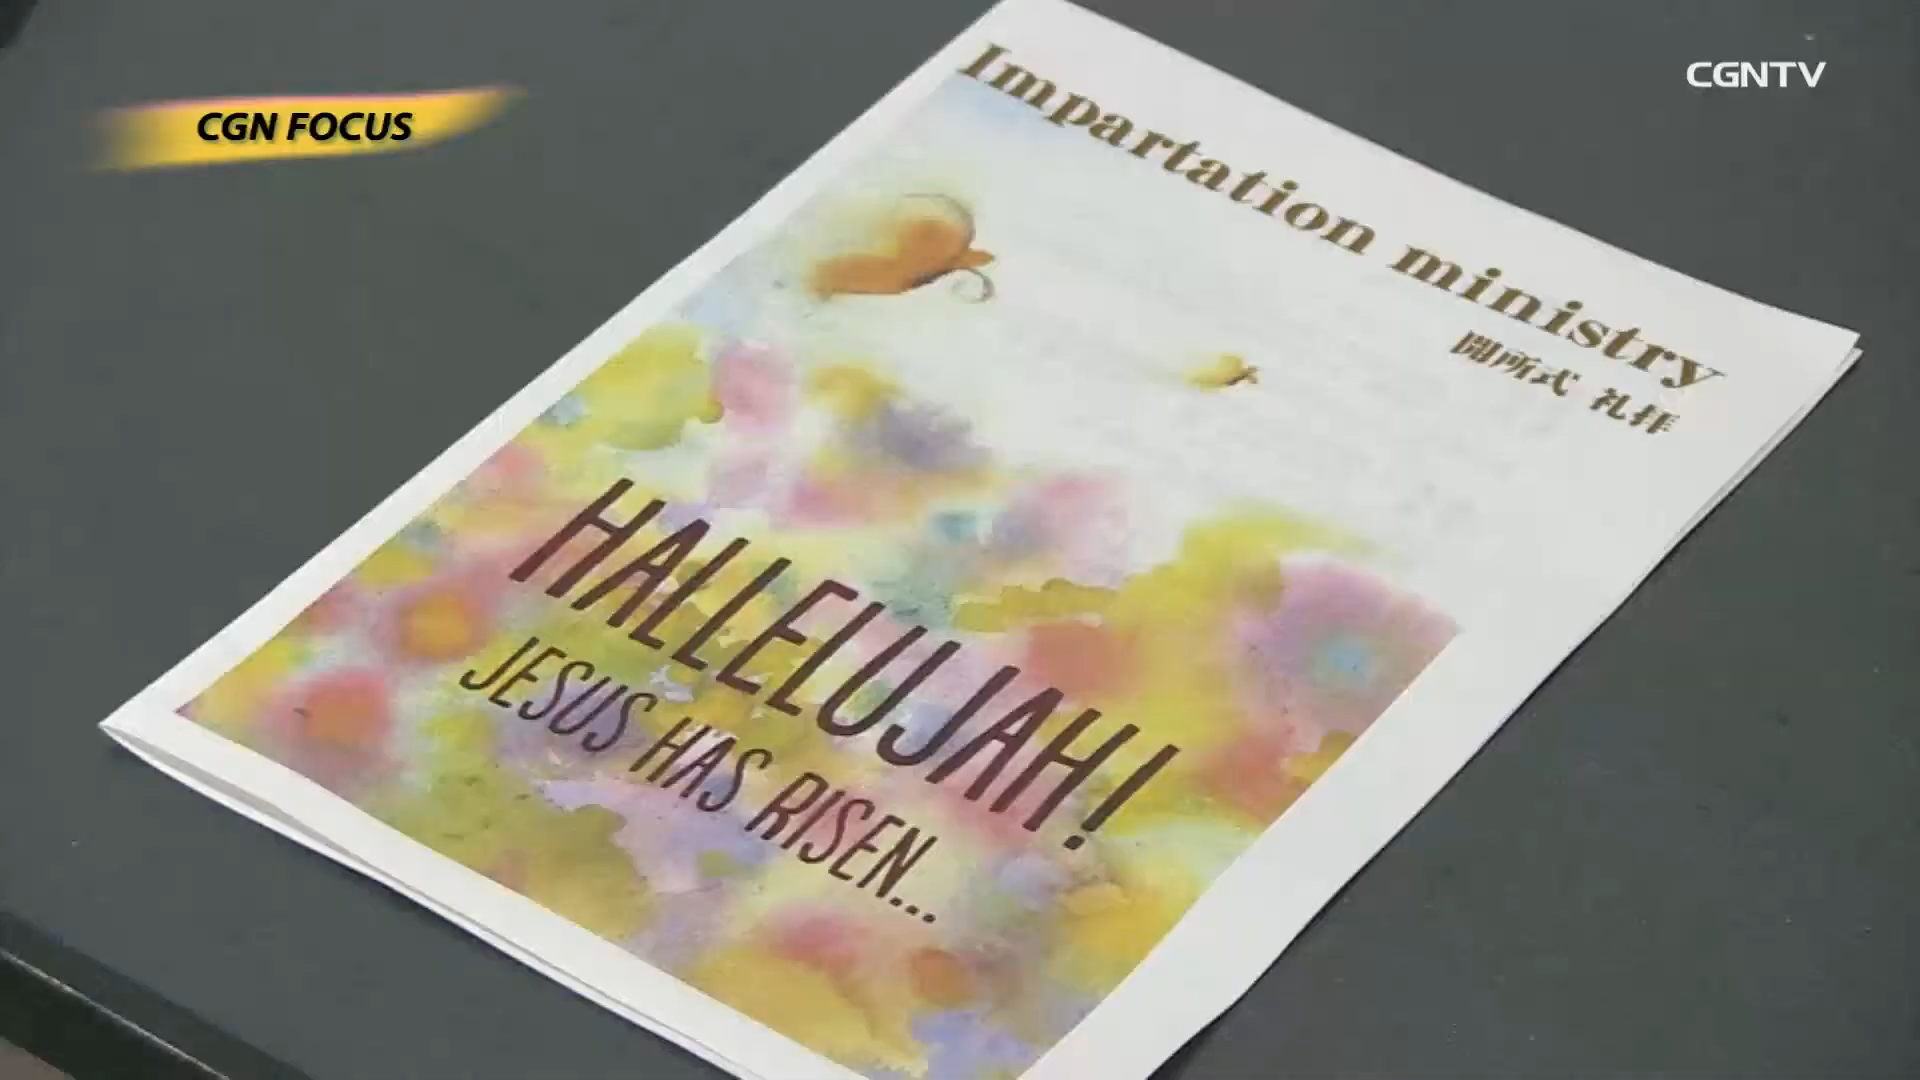 CGN FOCUS
CGNTV
Impartation ministry
開所式 礼拝
HALLELUJAH!
JESUS HAS RISEN...